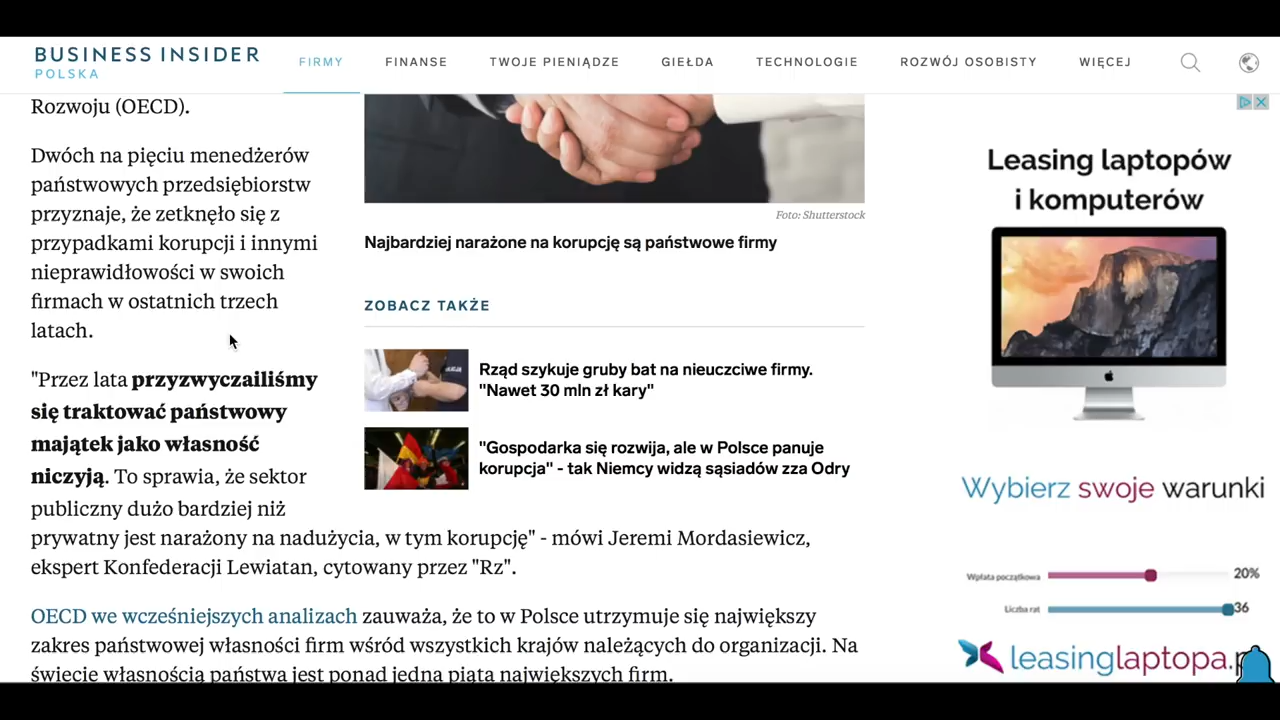 BUSINESS INSIDER
POLSKA
FIRMY
FINANSE
TWOJE PIENIĄDZE
GIEŁDA
TECHNOLOGIE
ROZWÓJ OSOBISTY
WIĘCEJ
Rozwoju (OECD).
Dwóch na pięciu menedżerów
państwowych przedsiębiorstw
przyznaje, że zetknęło się z
przypadkami korupcji i innymi
nieprawidłowości w swoich
firmach w ostatnich trzech
latach.
"Przez lata przyzwyczailiśmy
się traktować państwowy
majątek jako własność
niczyją. To sprawia, że sektor
publiczny dużo bardziej niż
prywatny jest narażony na nadużycia, w tym korupcję" - mówi Jeremi Mordasiewicz,
ekspert Konfederacji Lewiatan, cytowany przez "Rz".
OECD we wcześniejszych analizach zauważa, że to w Polsce utrzymuje się największy
zakres państwowej własności firm wśród wszystkich krajów należących do organizacji. Na
świecie własnością państwa jest ponad jedna piąta największych firm.
Foto: Shutterstock
Najbardziej narażone na korupcję są państwowe firmy
ZOBACZ TAKŻE
Rząd szykuje gruby bat na nieuczciwe firmy.
"Nawet 30 mln zł kary"
"Gospodarka się rozwija, ale w Polsce panuje
korupcja" - tak Niemcy widzą sąsiadów zza Odry
Leasing laptopów
i komputerów
Wybierz swoje warunki
Wpłata początkowa 20%
Liczba rat 36
leasinglaptopa.p